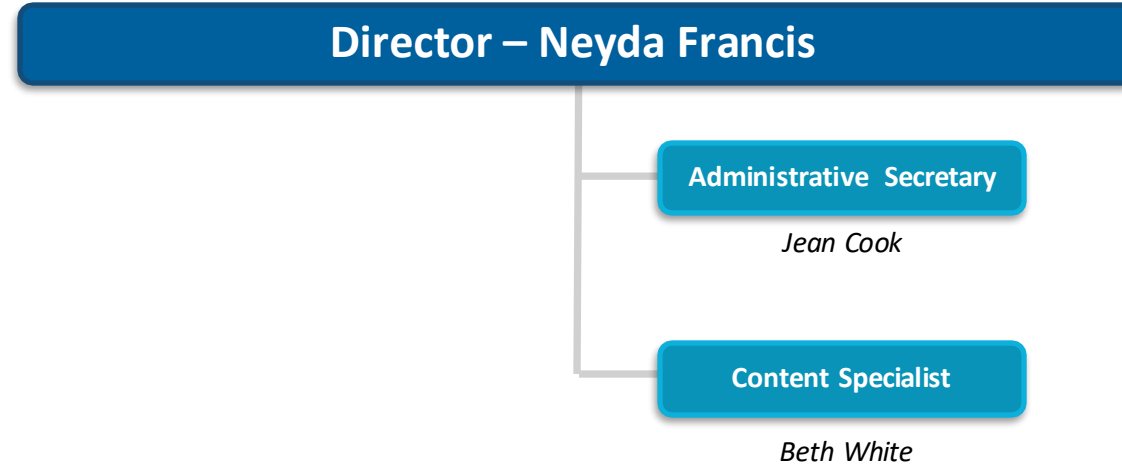 Director – Neyda Francis
Administrative Secretary
Jean Cook
Content Specialist
Beth White